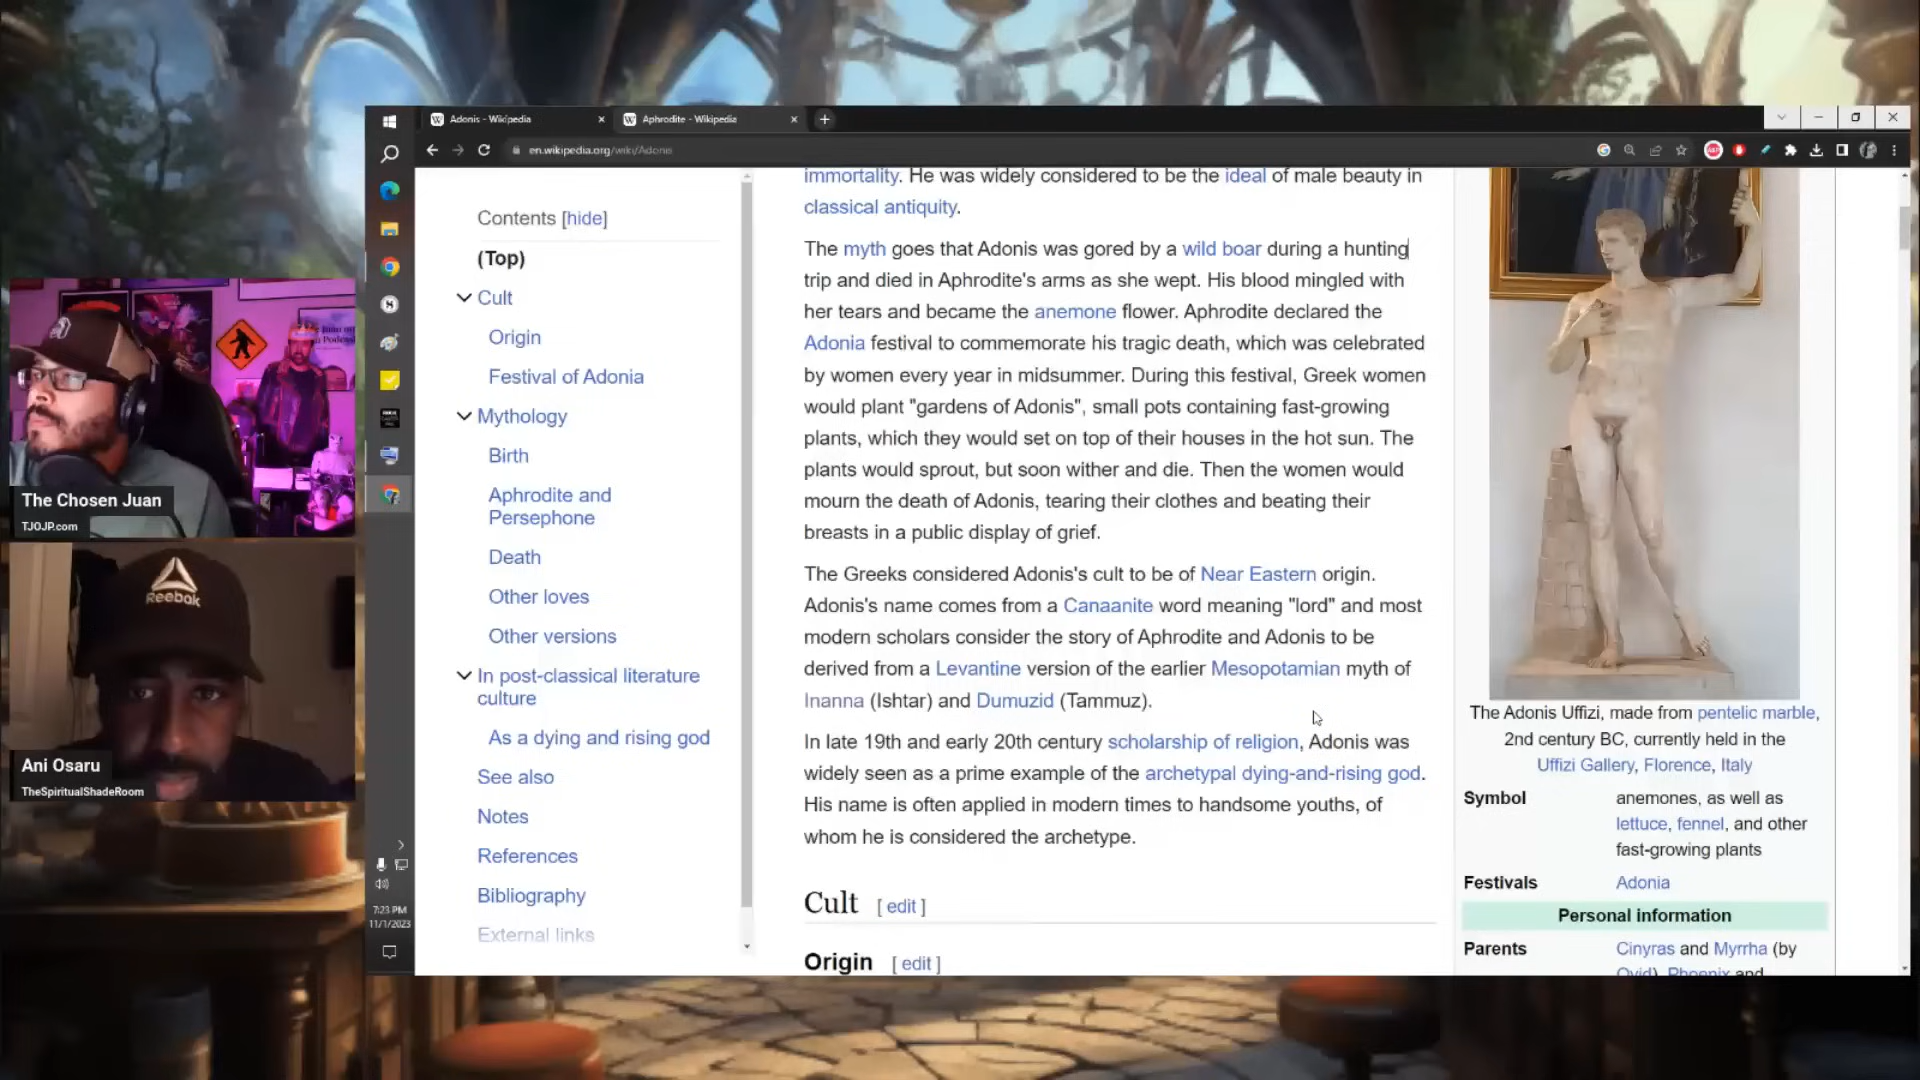 Adonis - Wikipedia
Aphrodite - Wikipedia
en.wikipedia.org/wiki/Adonis
Contents [hide]
(Top)
Cult
Origin
Festival of Adonia
Mythology
Birth
Aphrodite and
Persephone
Death
Other loves
Other versions
In post-classical literature
culture
As a dying and rising god
See also
Notes
References
Bibliography
External links
immortality. He was widely considered to be the ideal of male beauty in
classical antiquity.
The myth goes that Adonis was gored by a wild boar during a hunting
trip and died in Aphrodite's arms as she wept. His blood mingled with
her tears and became the anemone flower. Aphrodite declared the
Adonia festival to commemorate his tragic death, which was celebrated
by women every year in midsummer. During this festival, Greek women
would plant "gardens of Adonis", small pots containing fast-growing
plants, which they would set on top of their houses in the hot sun. The
plants would sprout, but soon wither and die. Then the women would
mourn the death of Adonis, tearing their clothes and beating their
breasts in a public display of grief.
The Greeks considered Adonis's cult to be of Near Eastern origin.
Adonis's name comes from a Canaanite word meaning "lord" and most
modern scholars consider the story of Aphrodite and Adonis to be
derived from a Levantine version of the earlier Mesopotamian myth of
Inanna (Ishtar) and Dumuzid (Tammuz).
In late 19th and early 20th century scholarship of religion, Adonis was
widely seen as a prime example of the archetypal dying-and-rising god.
His name is often applied in modern times to handsome youths, of
whom he is considered the archetype.
Cult [ edit ]
Origin [ edit ]
The Adonis Uffizi, made from pentelic marble,
2nd century BC, currently held in the
Uffizi Gallery, Florence, Italy
Symbol anemones, as well as
lettuce, fennel, and other
fast-growing plants
Festivals Adonia
Personal information
Parents Cinyras and Myrrha (by
Ovid), Phoenix and
The Chosen Juan
TJOJP.com
Reebok
Ani Osaru
TheSpiritualShadeRoom
7:23 PM
11/1/2023